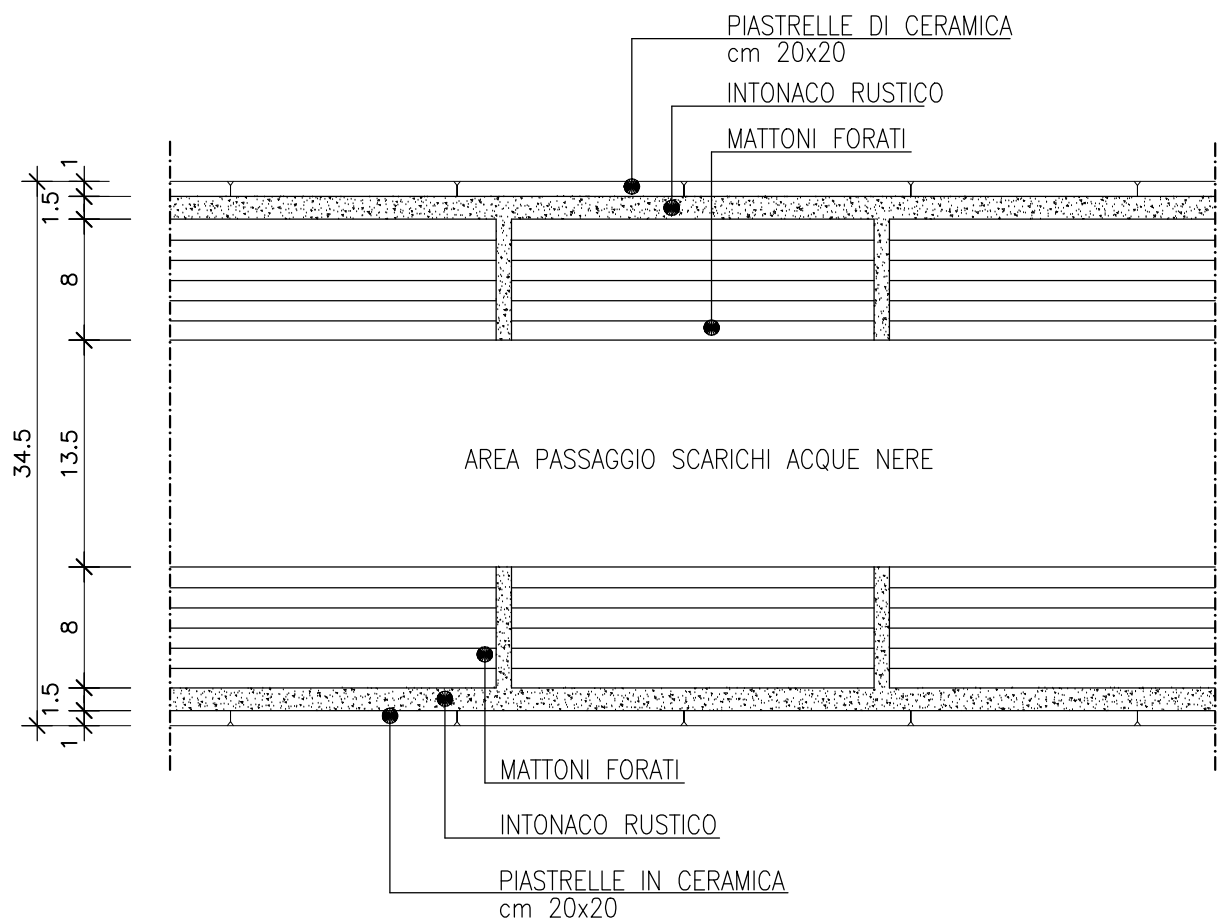 PIASTRELLE DI CERAMICA
cm 20x20
INTONACO RUSTICO
MATTONI FORATI
1
1.5
8
34.5
13.5
AREA PASSAGGIO SCARICHI ACQUE NERE
8
1.5
1
MATTONI FORATI
INTONACO RUSTICO
PIASTRELLE IN CERAMICA
cm 20x20